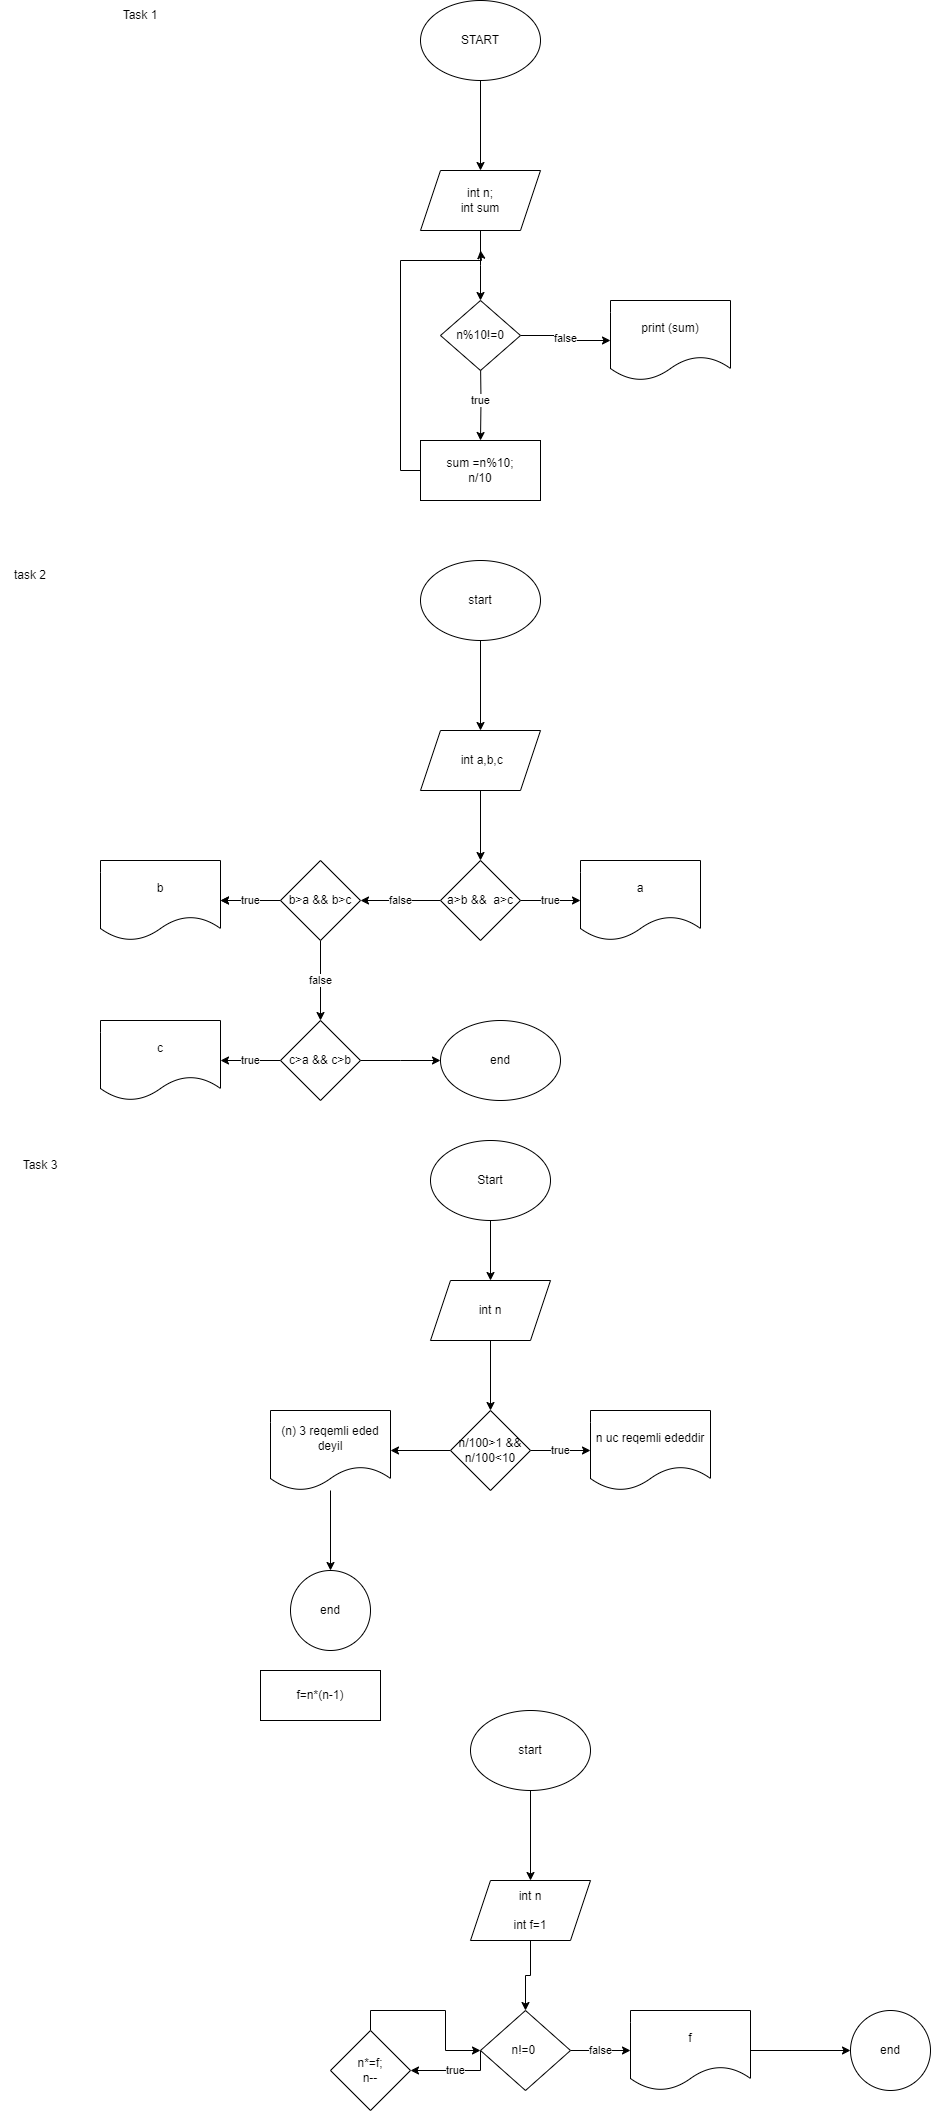 Task 1
START
int n;
int sum
n%10!=0
false
print (sum)
true
sum =n%10;
n/10
task 2
start
int a,b,c
b
true
b>a && b>c
false
a>b && a>c
true
a
false
c
true
c>a && c>b
end
Task 3
Start
int n
(n) 3 reqemli eded
deyil
n/100>1 &&
n/100<10
true
n uc reqemli ededdir
end
f=n*(n-1)
start
int n
int f=1
n!=0
false
f
end
n*=f;
n--
true